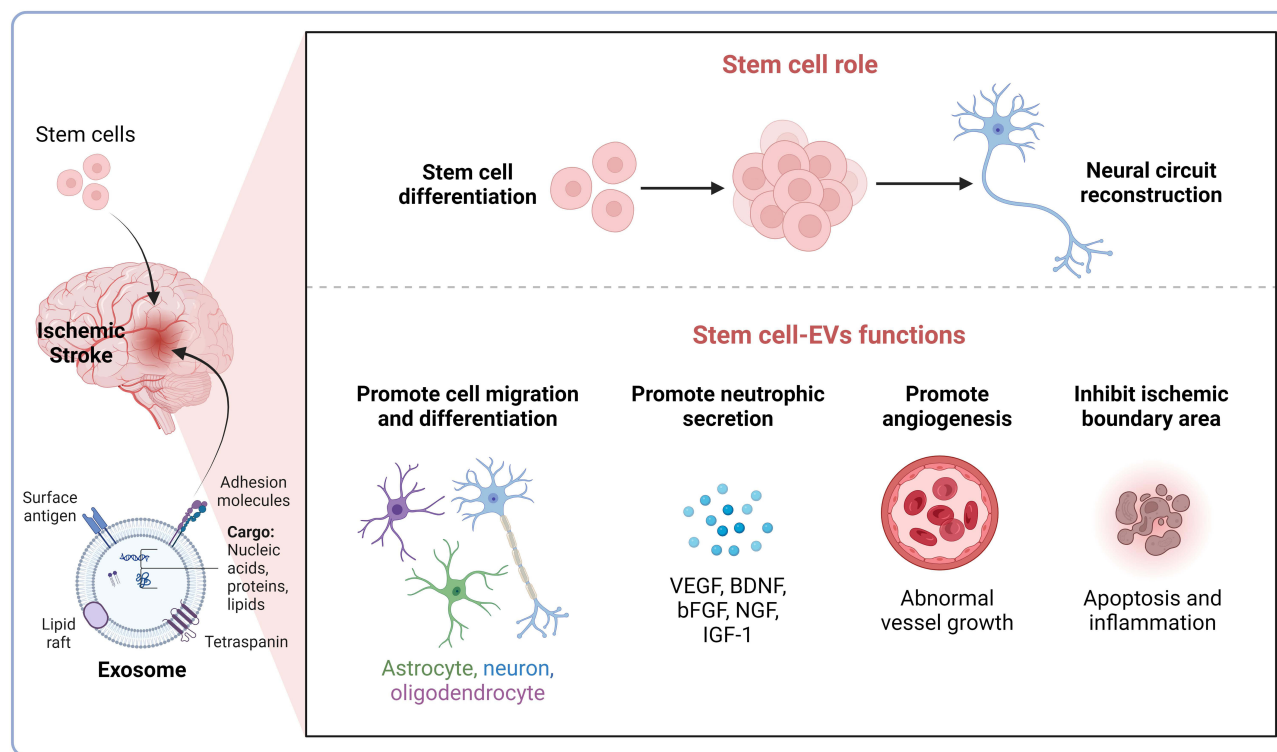 Stem cells
Ischemic
Stroke
Surface
antigen
Adhesion
molecules
Cargo:
Nucleic
acids,
proteins,
lipids
Lipid
raft
Tetraspanin
Exosome
Stem cell role
Stem cell
differentiation
Neural circuit
reconstruction
Stem cell-EVs functions
Promote cell migration
and differentiation
Astrocyte, neuron,
oligodendrocyte
Promote neutrophic
secretion
VEGF, BDNF,
bFGF, NGF,
IGF-1
Promote
angiogenesis
Abnormal
vessel growth
Inhibit ischemic
boundary area
Apoptosis and
inflammation